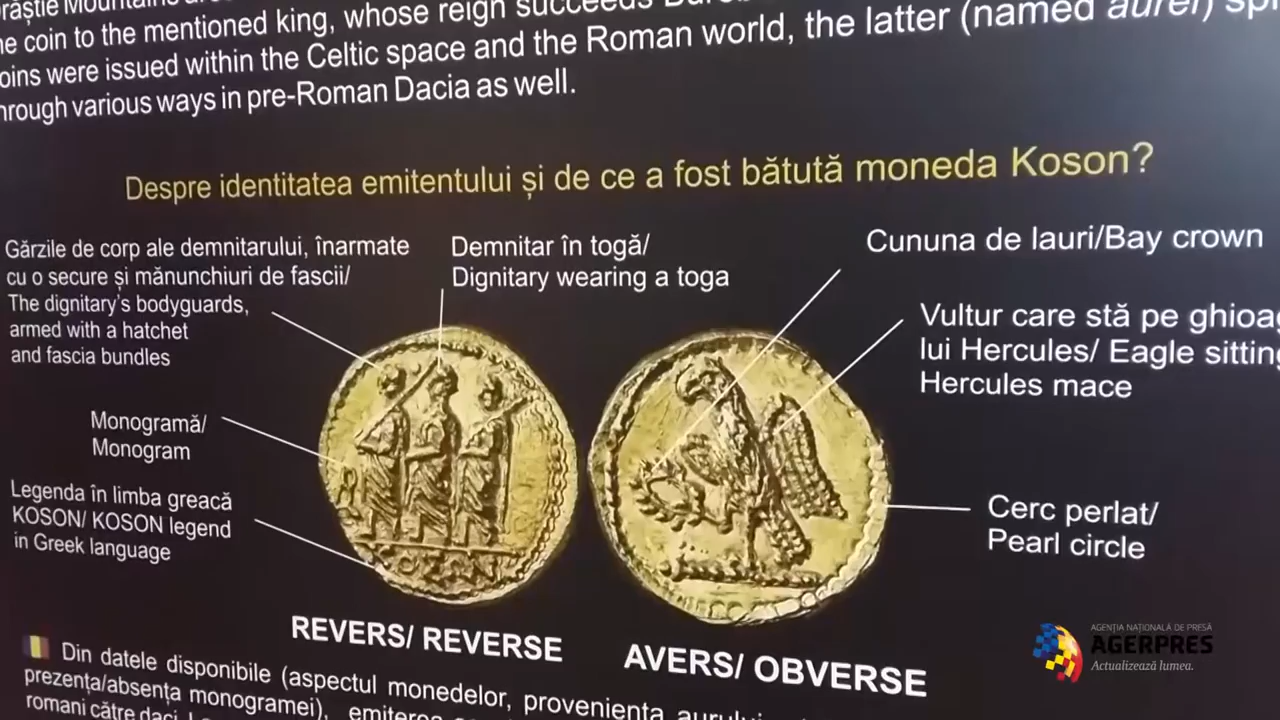 Mountains
coin to the mentioned king, whose reign succeeds
were issued within the Celtic space and the Roman world, the latter (named aurei)
through various ways in pre-Roman Dacia as well.
Despre identitatea emitentului și de ce a fost bătută moneda Koson?
Gărzile de corp ale demnitarului, înarmate
cu o secure și mănunchiuri de fascii/
The dignitary's bodyguards,
armed with a hatchet
and fascia bundles
Demnitar în togă/
Dignitary wearing a toga
Cununa de lauri/Bay crown
Vultur care stă pe
lui Hercules/ Eagle sitting
Hercules mace
Monogramă/
Monogram
Legenda în limba greacă
KOSON/ KOSON legend
in Greek language
Cerc perlat/
Pearl circle
REVERS/ REVERSE
AVERS/ OBVERSE
Din datele disponibile (aspectul monedelor, proveniența aurului
prezența/absența monogramei),
romani către daci
AGENȚIA NAȚIONALĂ DE PRESĂ
AGERPRES
Actualizează lumea.